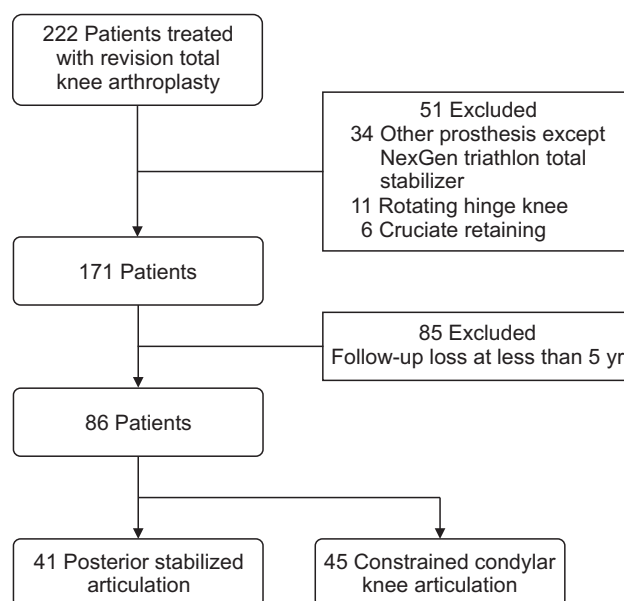 222 Patients treated
with revision total
knee arthroplasty
51 Excluded
34 Other prosthesis except
NexGen triathlon total
stabilizer
11 Rotating hinge knee
6 Cruciate retaining
171 Patients
85 Excluded
Follow-up loss at less than 5 yr
86 Patients
41 Posterior stabilized
articulation
45 Constrained condylar
knee articulation